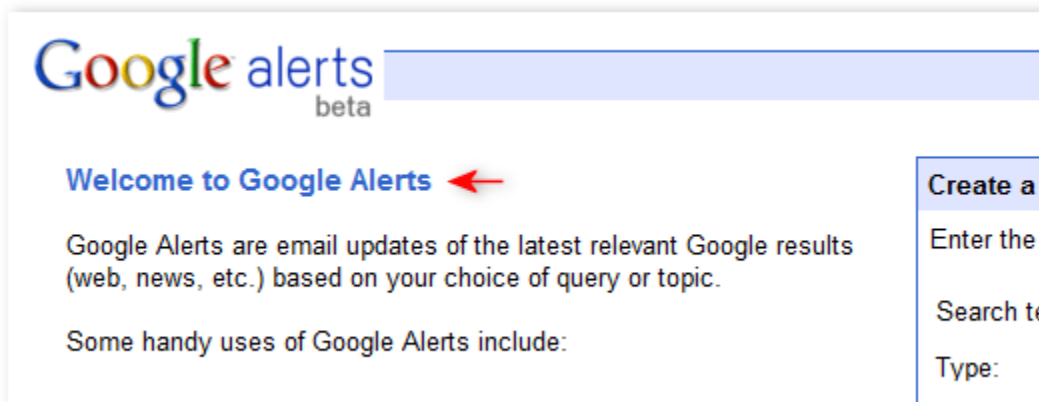 Google alerts
beta
Welcome to Google Alerts
Google Alerts are email updates of the latest relevant Google results
(web, news, etc.) based on your choice of query or topic.
Some handy uses of Google Alerts include:
Create a
Enter the
Search te
Type: